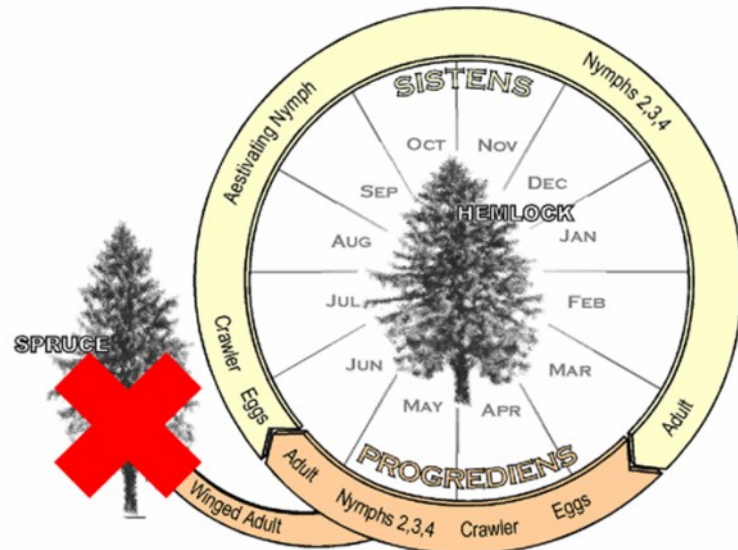 SISTENS
Nymphs 2,3,4
Aestivating Nymph
OCT
NOV
SEP
DEC
HEMLOCK
AUG
JAN
JUL
FEB
SPRUCE
Crawler
Eggs
JUN
MAR
MAY
APR
Adult
PROGREDIENS
Adult
Nymphs 2,3,4
Crawler
Eggs
Winged Adult